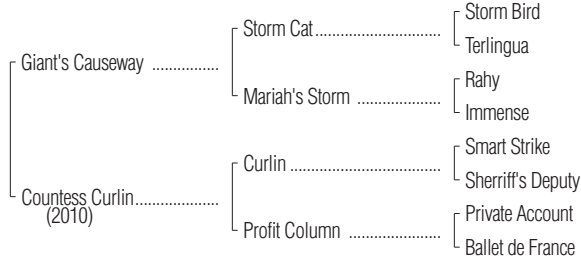 Storm Bird
Storm Cat
Terlingua
Giant's Causeway
Rahy
Mariah's Storm
Immense
Smart Strike
Curlin
Sherriff's Deputy
Countess Curlin
(2010)
Private Account
Profit Column
Ballet de France